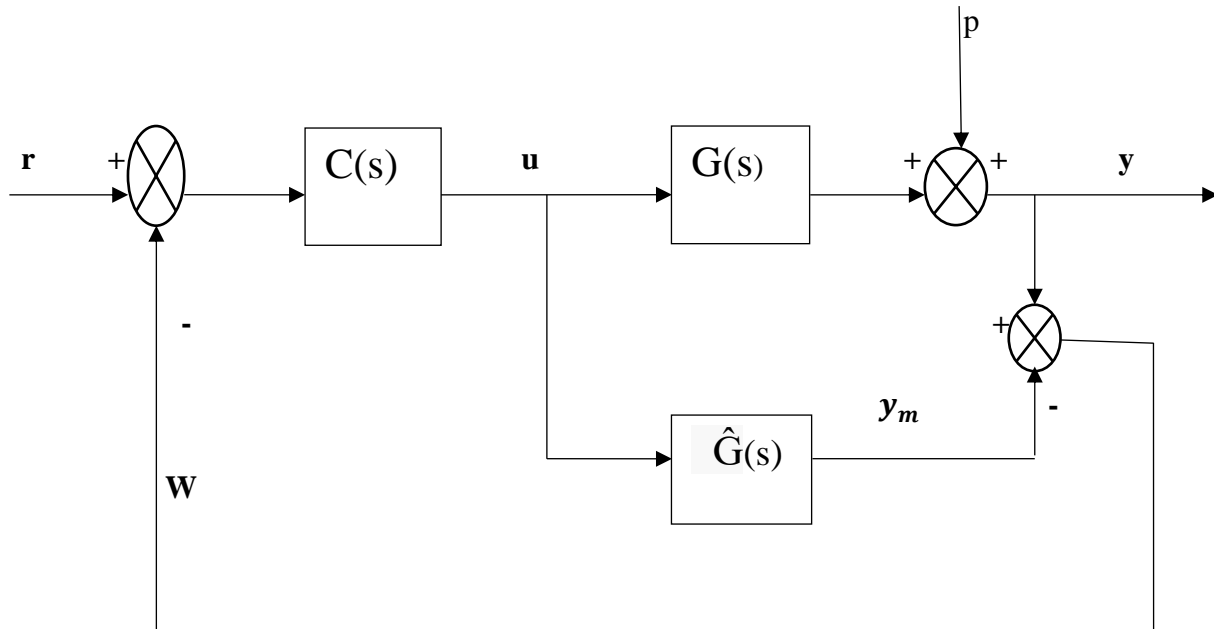 p
r
+
C(s)
u
G(s)
+
+
y
-
+
y_m
-
Ĝ(s)
W